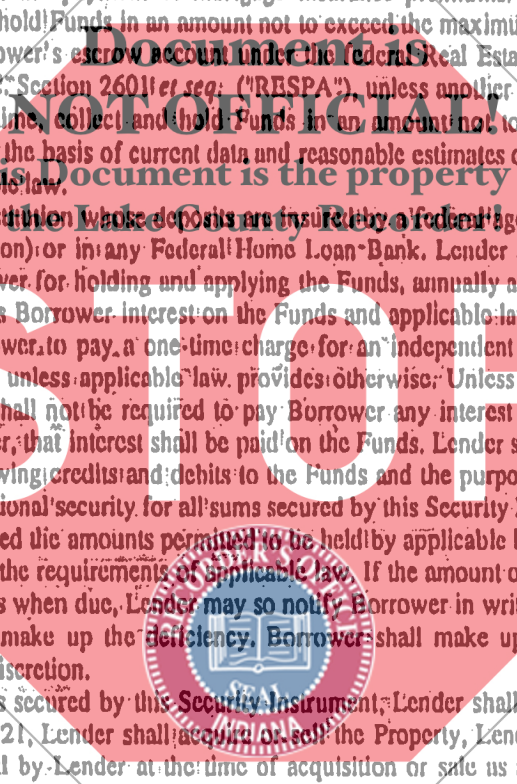 hold Funds in an amount not to exceed the maximu
ower's escrow account under the federal Real Esta
Section 2601 et seq. ("RESPA"), unless another
ime, collect and hold Funds in an amount not to
the basis of current data and reasonable estimates o
law.
stitution whose deposits are insured by a federal age
on) or in any Federal Home Loan Bank. Lender
wer for holding and applying the Funds, annually a
s Borrower interest on the Funds and applicable la
wer to pay a one-time charge for an independent
unless applicable law provides otherwise. Unless
hall not be required to pay Borrower any interest
er, that interest shall be paid on the Funds. Lender s
wing credits and debits to the Funds and the purpo
ional security for all sums secured by this Security
ed the amounts permitted to be held by applicable l
the requirements of applicable law. If the amount o
s when due, Lender may so notify Borrower in wri
make up the deficiency. Borrower shall make up
iscretion.
s secured by this Security Instrument, Lender shall
21, Lender shall acquire or sell the Property, Lend
l by Lender at the time of acquisition or sale as
Document is
NOT OFFICIAL!
is Document is the property
the Lake County Recorder!
STOP
RECORDER'S OFFICE
SEAL
INDIANA